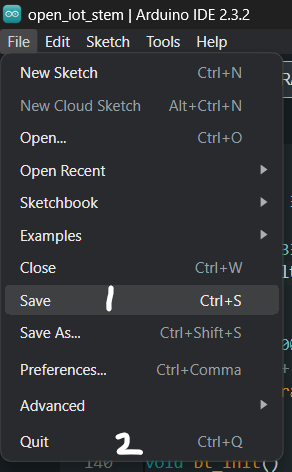 open_iot_stem | Arduino IDE 2.3.2
File Edit Sketch Tools Help
New Sketch Ctrl+N
New Cloud Sketch Alt+Ctrl+N
Open... Ctrl+O
Open Recent
Sketchbook
Examples
Close Ctrl+W
Save 1 Ctrl+S
Save As... Ctrl+Shift+S
Preferences... Ctrl+Comma
Advanced
Quit 2 Ctrl+Q
140 void bt_init()